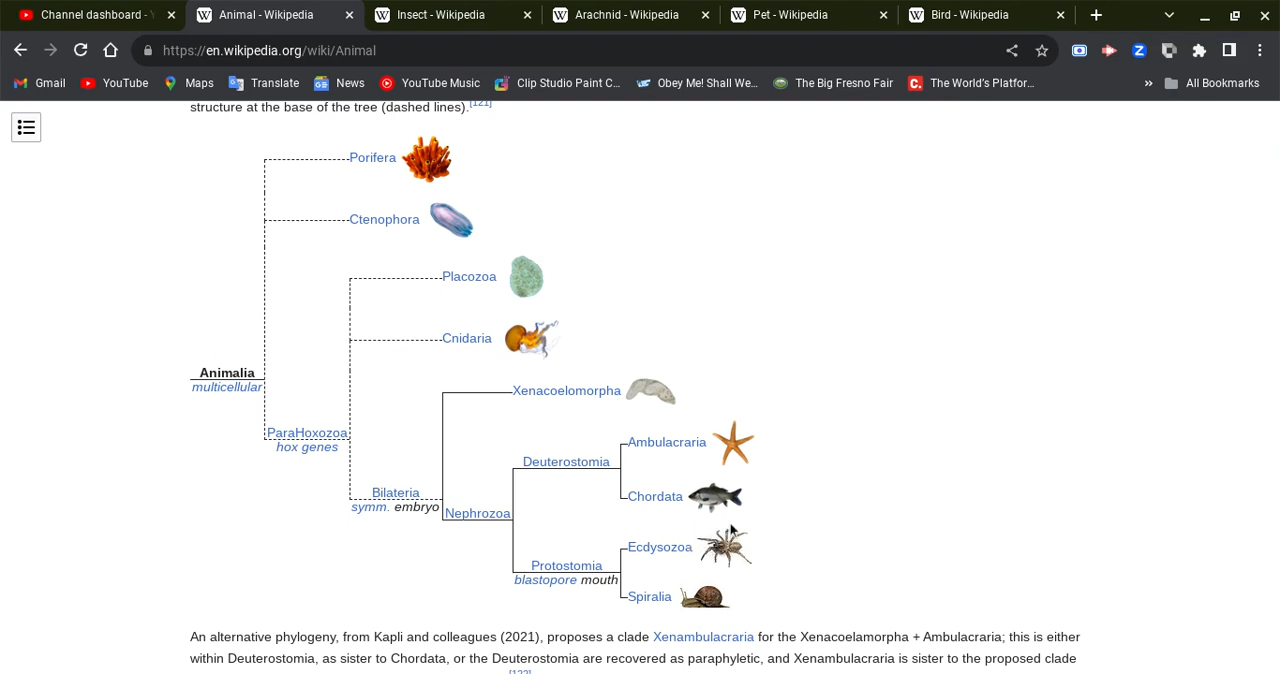 Channel dashboard - Y
Animal - Wikipedia
Insect - Wikipedia
Arachnid - Wikipedia
Pet - Wikipedia
Bird - Wikipedia
https://en.wikipedia.org/wiki/Animal
Gmail
YouTube
Maps
Translate
News
YouTube Music
Clip Studio Paint C...
Obey Me! Shall We...
The Big Fresno Fair
The World's Platfor...
»
All Bookmarks
structure at the base of the tree (dashed lines).[121]
Porifera
Ctenophora
Placozoa
Cnidaria
Animalia
multicellular
Xenacoelomorpha
ParaHoxozoa
hox genes
Ambulacraria
Deuterostomia
Chordata
Bilateria
symm. embryo
Nephrozoa
Ecdysozoa
Protostomia
blastopore mouth
Spiralia
An alternative phylogeny, from Kapli and colleagues (2021), proposes a clade Xenambulacraria for the Xenacoelamorpha + Ambulacraria; this is either
within Deuterostomia, as sister to Chordata, or the Deuterostomia are recovered as paraphyletic, and Xenambulacraria is sister to the proposed clade